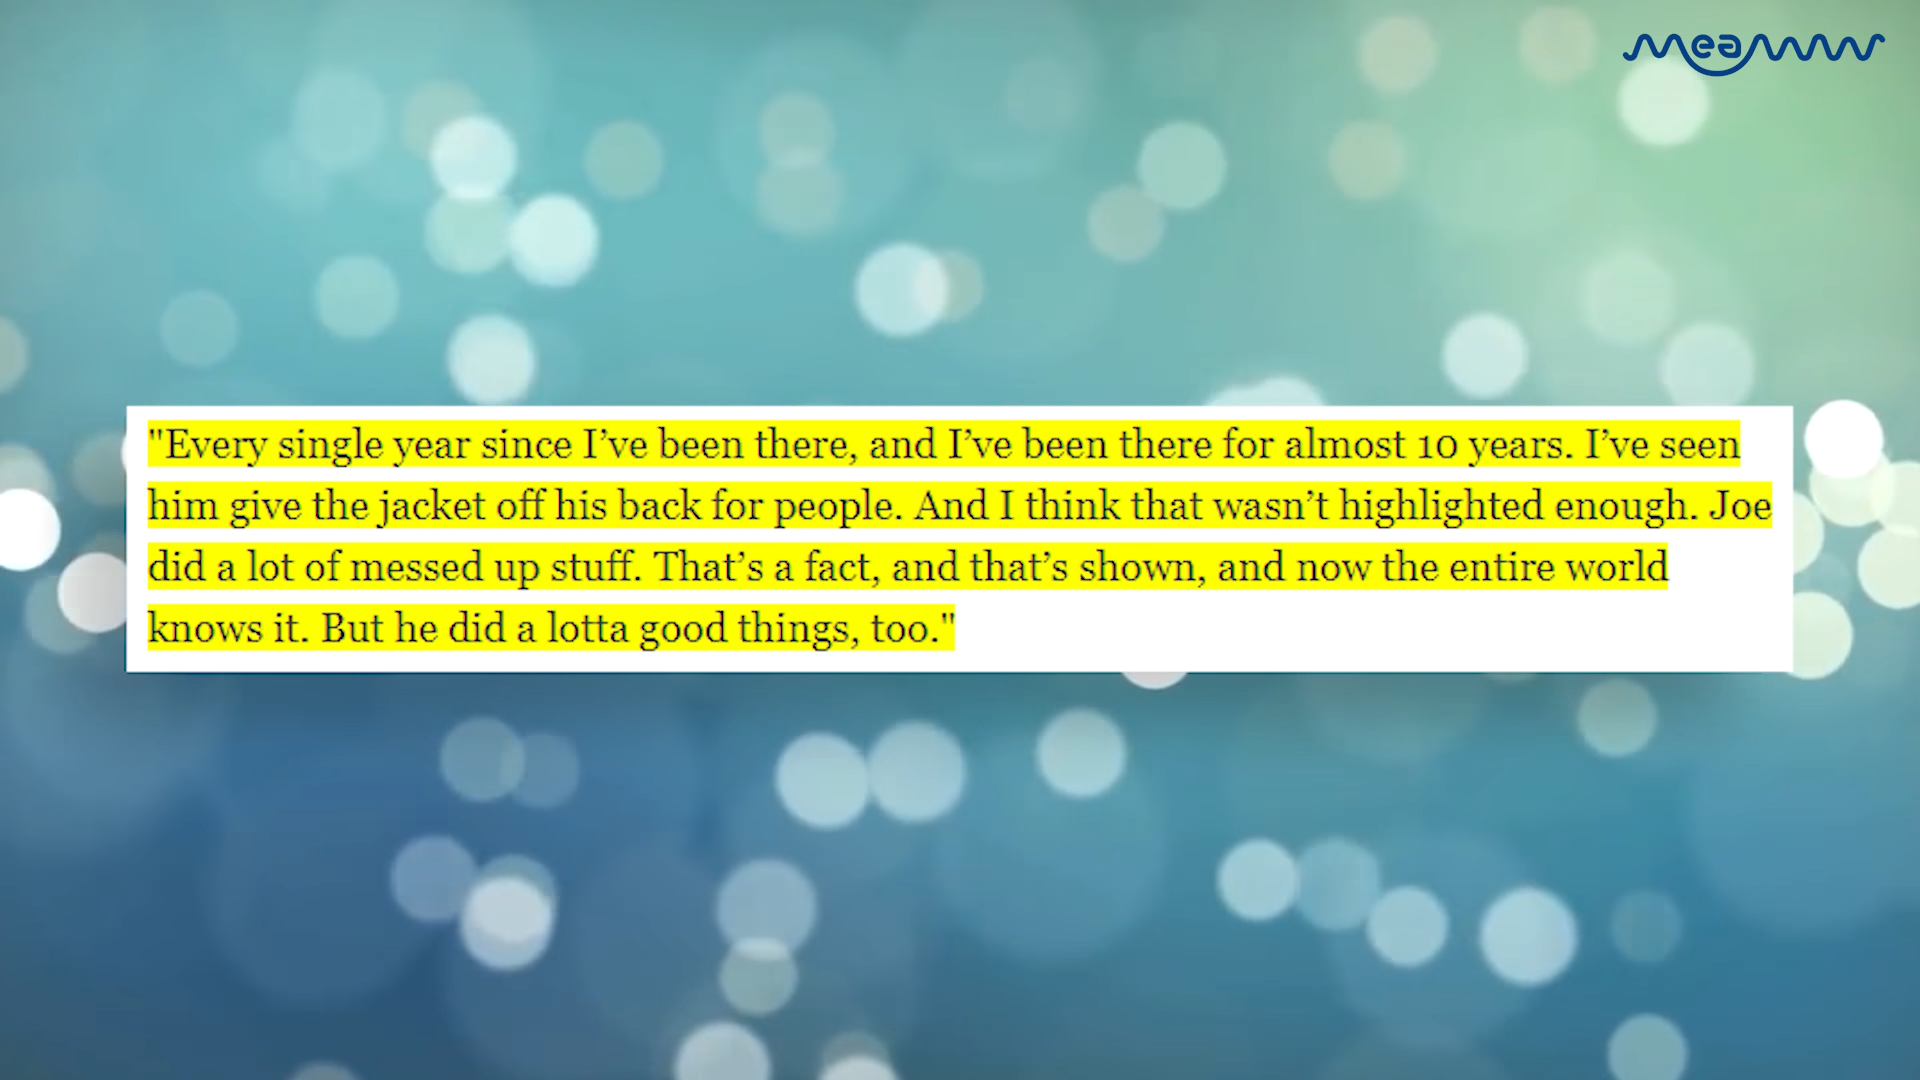 meaww
"Every single year since I’ve been there, and I’ve been there for almost 10 years. I’ve seen
him give the jacket off his back for people. And I think that wasn’t highlighted enough. Joe
did a lot of messed up stuff. That’s a fact, and that’s shown, and now the entire world
knows it. But he did a lotta good things, too."